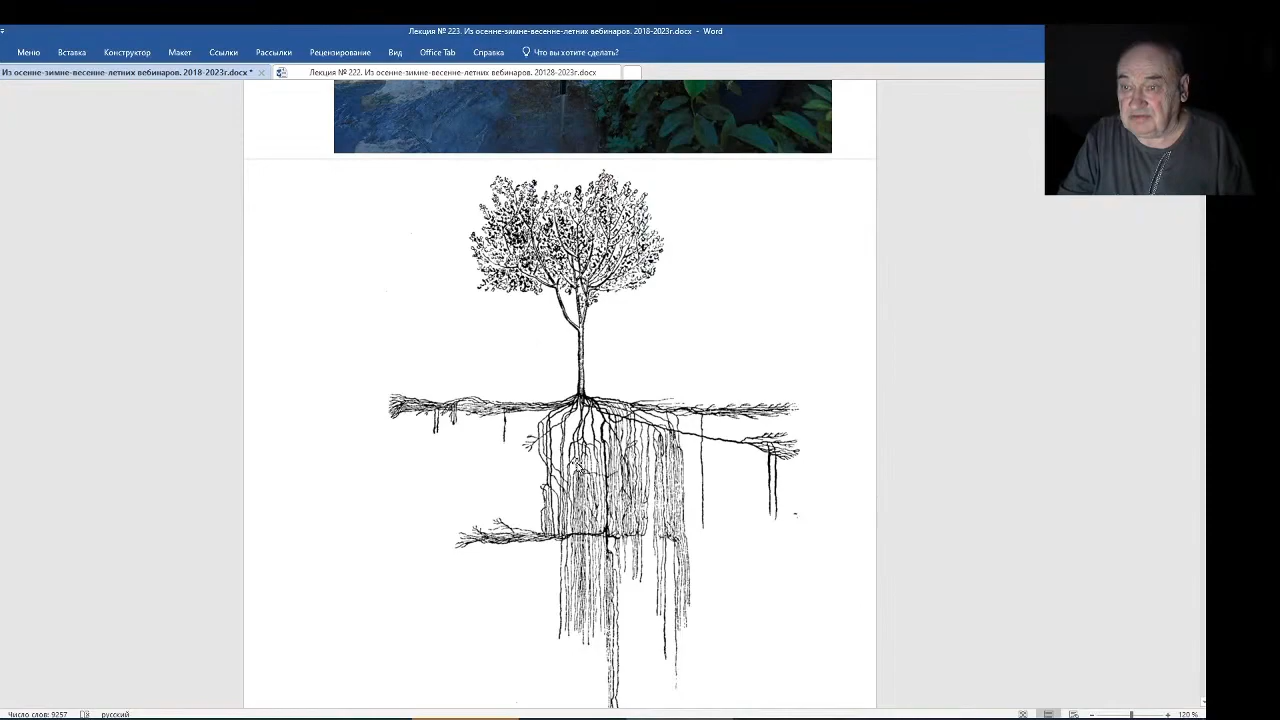 Лекция № 223. Из осенне-зимне-весенне-летних вебинаров. 2018-2023г.docx - Word
Меню Вставка Конструктор Макет Ссылки Рассылки Рецензирование Вид Office Tab Справка Что вы хотите сделать?
Из осенне-зимне-весенне-летних вебинаров. 2018-2023г.docx * Лекция № 222. Из осенне-зимне-весенне-летних вебинаров. 20128-2023г.docx
Число слов: 9257 русский 120 %